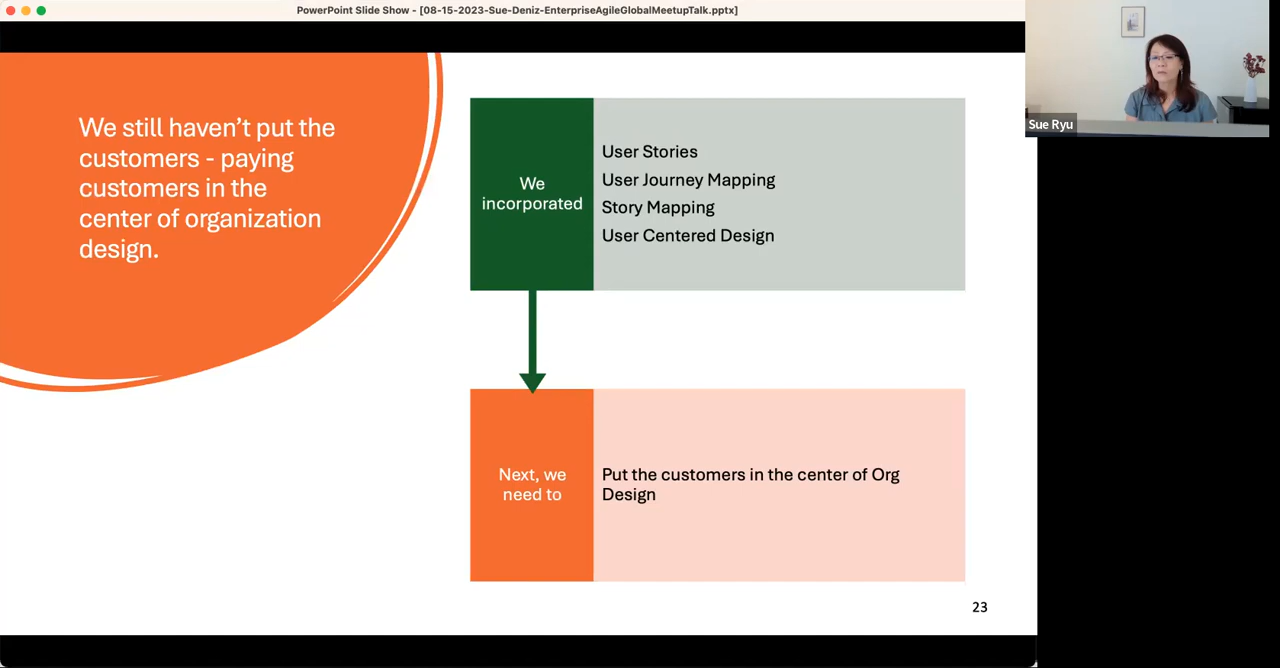 PowerPoint Slide Show - [08-15-2023-Sue-Deniz-EnterpriseAgileGlobalMeetupTalk.pptx]
We still haven’t put the
customers - paying
customers in the
center of organization
design.
We
incorporated
User Stories
User Journey Mapping
Story Mapping
User Centered Design
Next, we
need to
Put the customers in the center of Org
Design
23
Sue Ryu